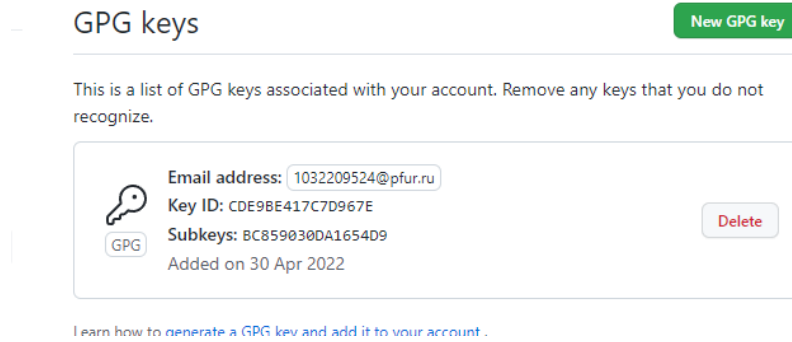 GPG keys
New GPG key
This is a list of GPG keys associated with your account. Remove any keys that you do not
recognize.
Email address: 1032209524@pfur.ru
Key ID: CDE9BE417C7D967E
Subkeys: BC859030DA1654D9
GPG
Added on 30 Apr 2022
Delete
Learn how to generate a GPG key and add it to your account .